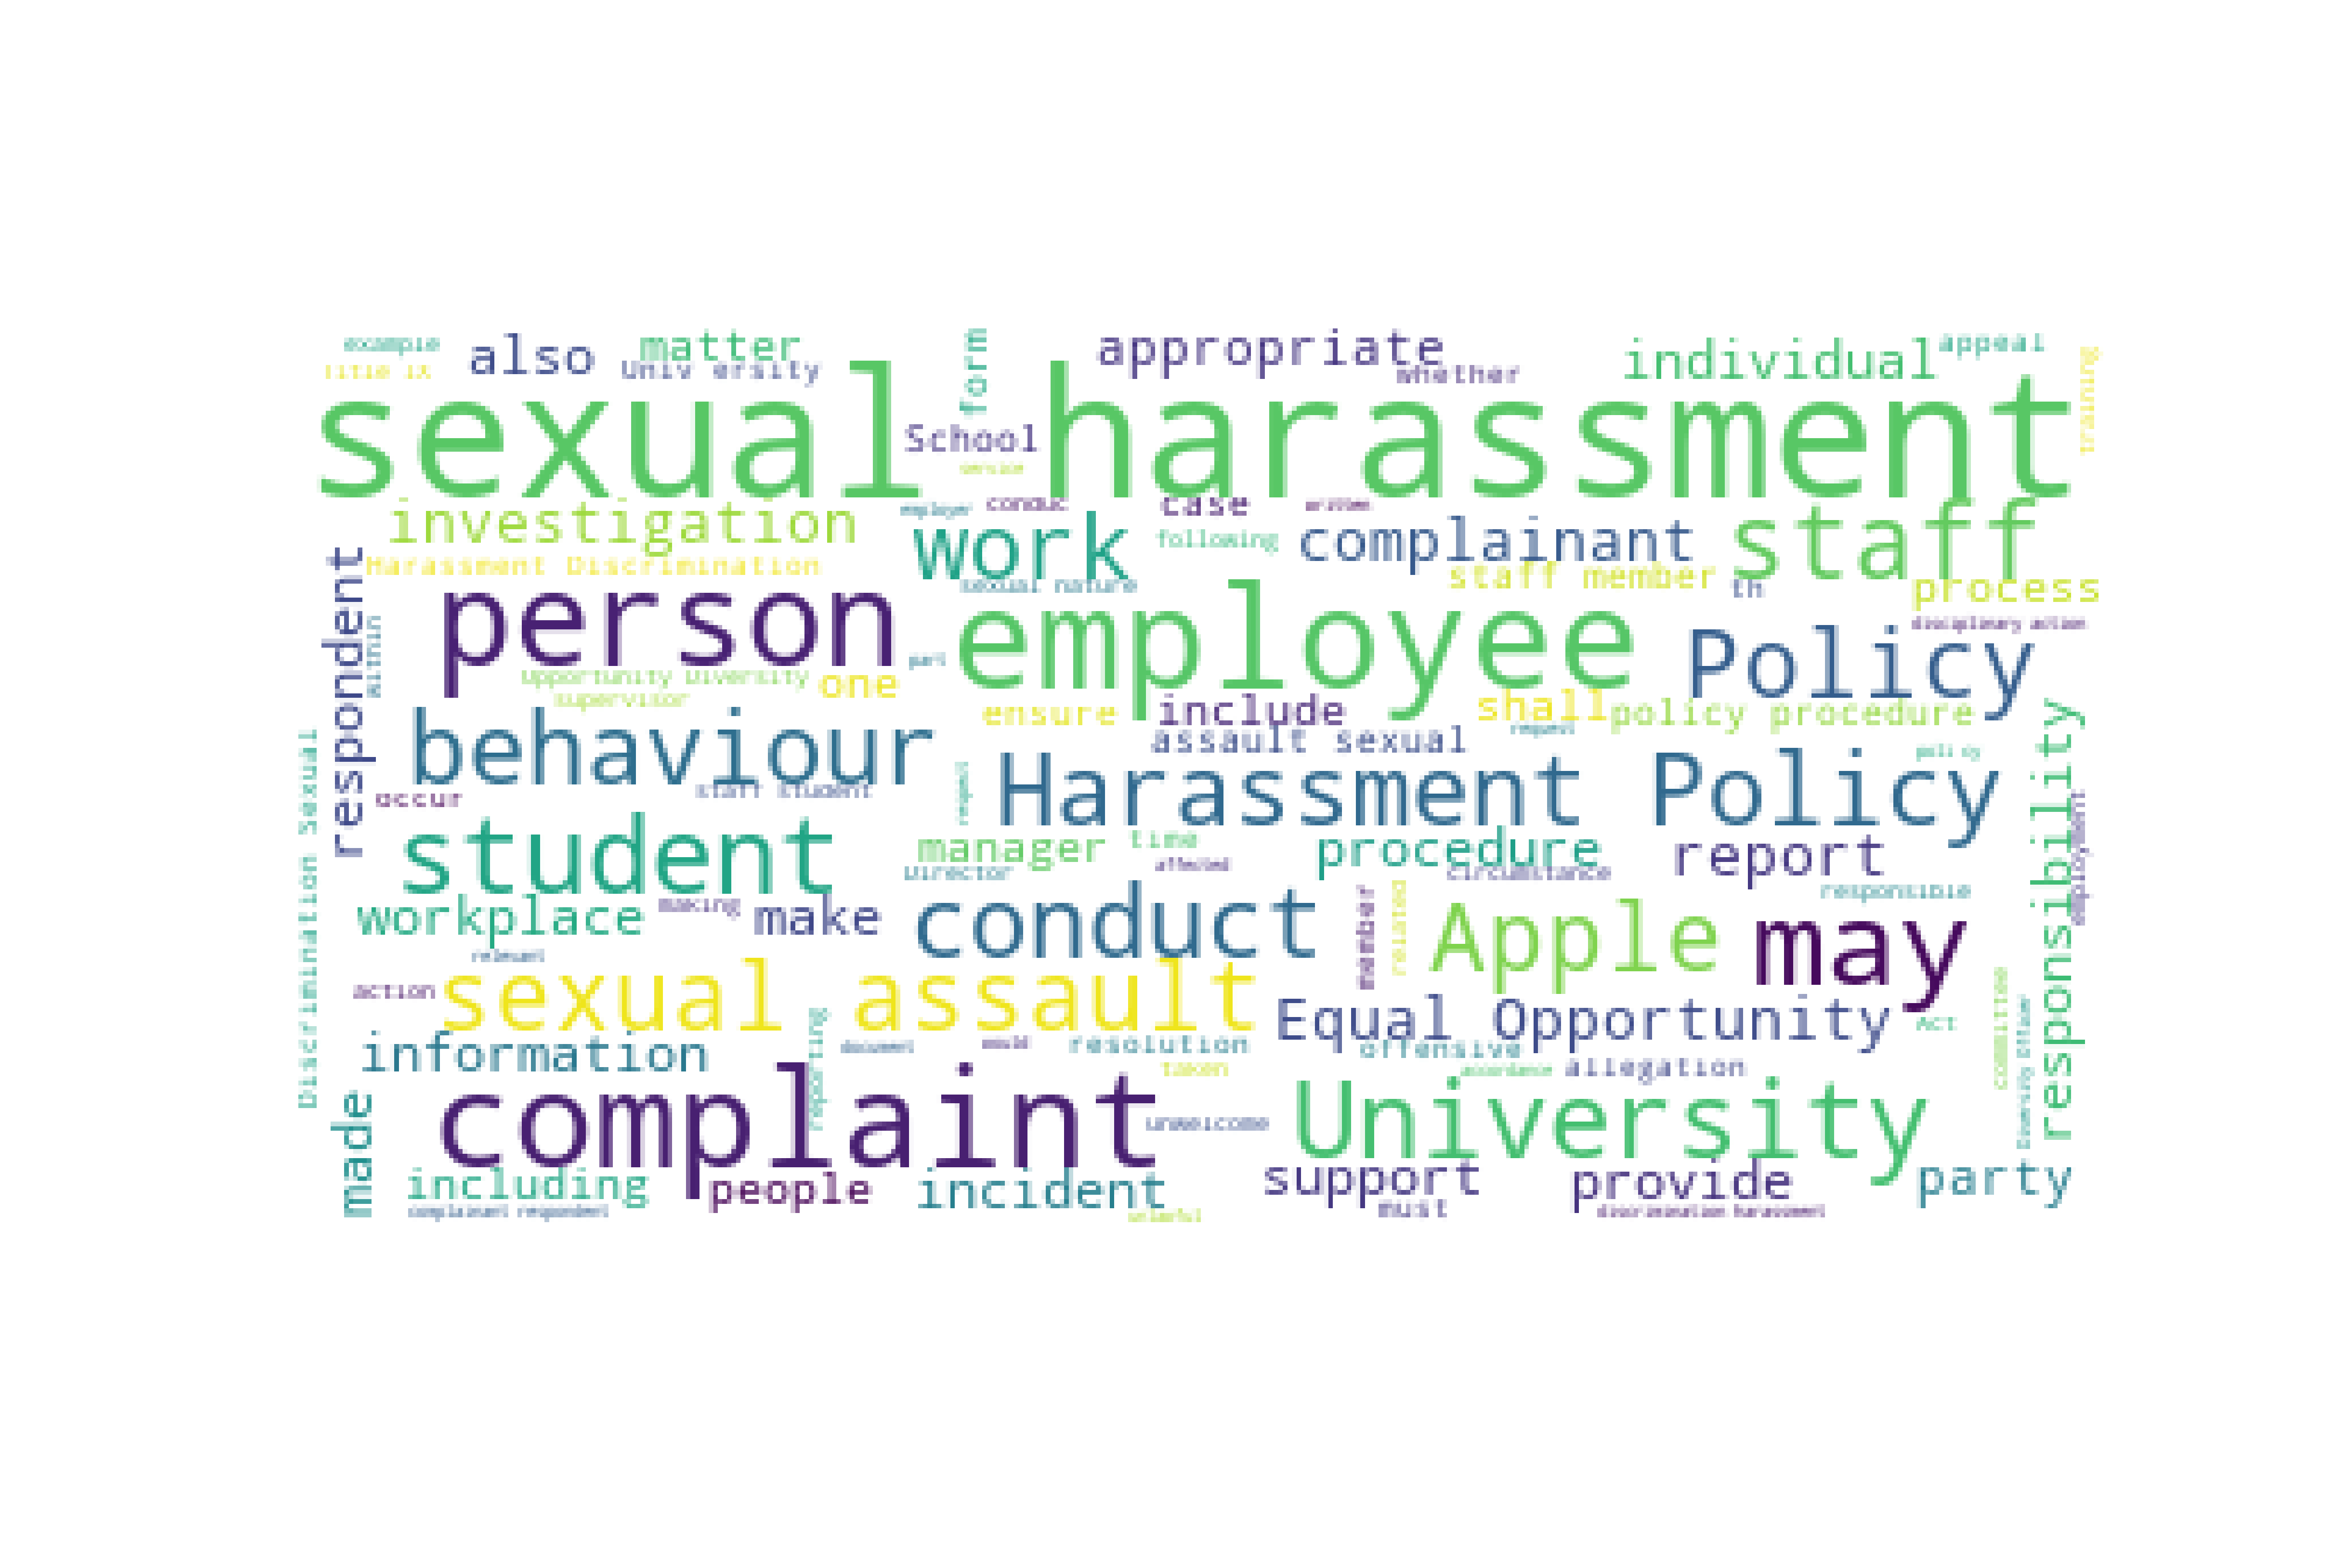 example
also
matter
form
appropriate
individual
appeal
Title IX
Univ ersity
whether
training
sexual harassment
School
service
investigation
employer
conduc
case
work
following
complainant
staff
Harassment Discrimination
sexual nature
staff member
th
process
respondent
within
person
employee
disciplinary action
Policy
part
Opportunity Diversity
one
supervisor
ensure
include
shall
policy procedure
responsibility
behaviour
assault sexual
request
policy
Discrimination Sexual
occur
staff student
request
Harassment Policy
employment
student
manager
time
procedure
report
Director
affected
circumstance
workplace
making
make
conduct
member
related
Apple
may
responsible
relevant
action
sexual assault
Equal Opportunity
Act
committee
Diversity Officer
information
reporting
document
would
resolution
offensive
taken
accordance
allegation
made
complaint
unwelcome
University
including
people
incident
support
provide
party
complainant respondent
unlawful
must
discrimination harassment